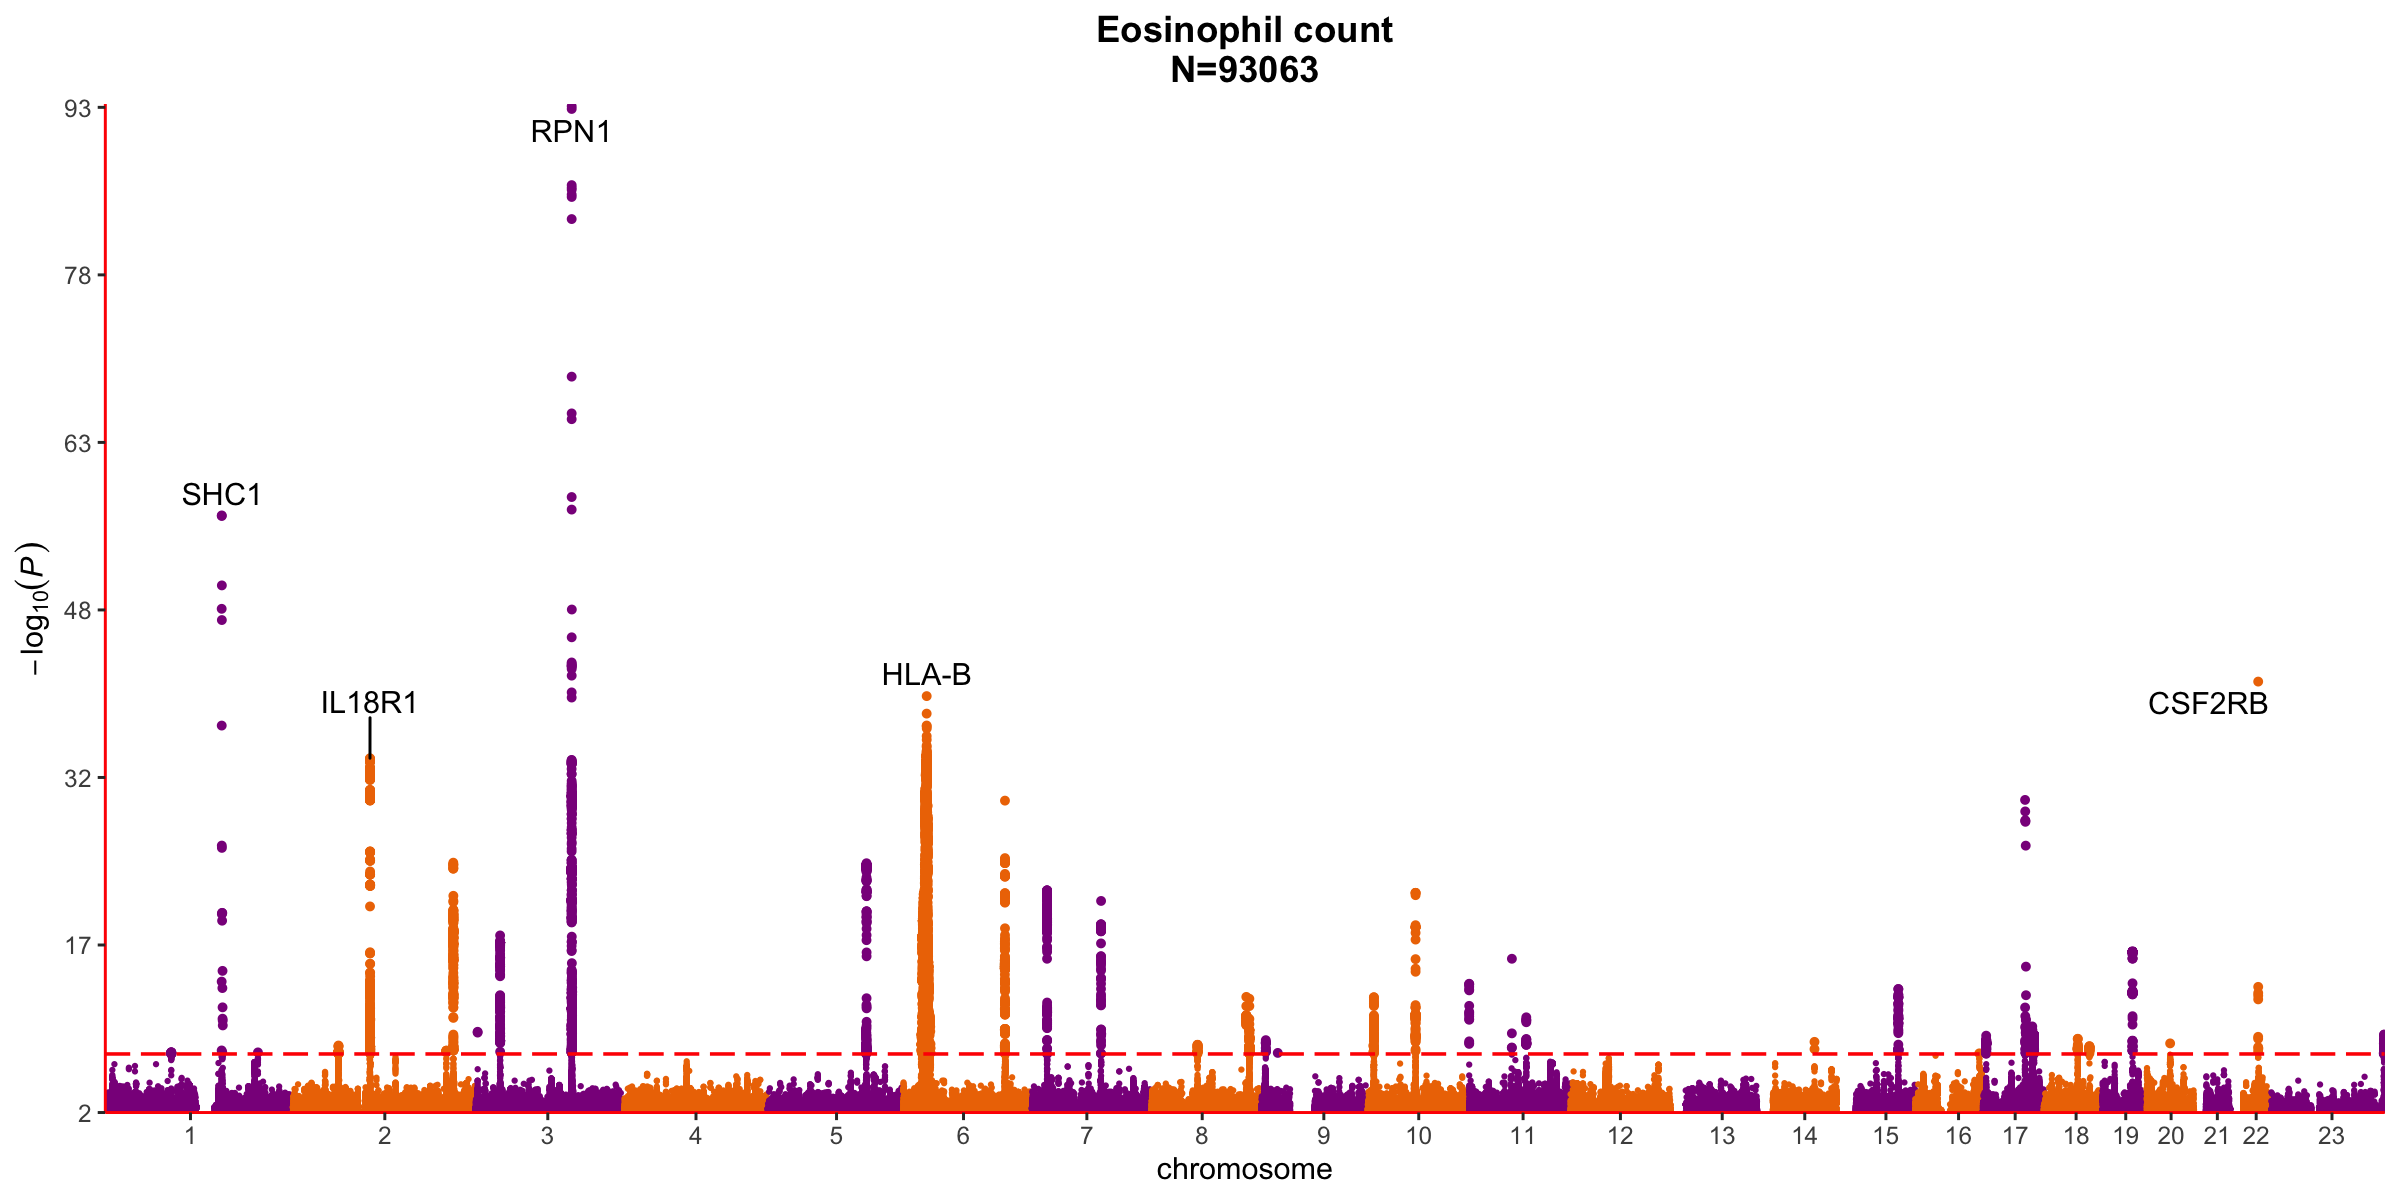 Eosinophil count
N=93063
93
RPN1
78
63
SHC1
48
HLA-B
IL18R1
CSF2RB
32
17
2
−log10(P)
1 2 3 4 5 6 7 8 9 10 11 12 13 14 15 16 17 18 19 20 21 22 23
chromosome